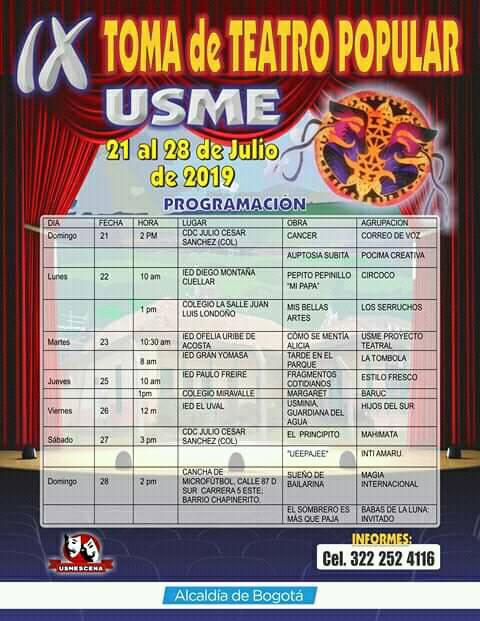 IX TOMA de TEATRO POPULAR
USME
21 al 28 de Julio
de 2019
PROGRAMACIÓN
DIA FECHA HORA LUGAR OBRA AGRUPACION
Domingo 21 2 PM CDC JULIO CESAR SANCHEZ (COL) CANCER CORREO DE VOZ
AUPTOSIA SUBITA POCIMA CREATIVA
Lunes 22 10 am IED DIEGO MONTAÑA CUELLAR PEPITO PEPINILLO "MI PAPA" CIRCOCO
1 pm COLEGIO LA SALLE JUAN LUIS LONDOÑO MIS BELLAS ARTES LOS SERRUCHOS
Martes 23 10:30 am IED OFELIA URIBE DE ACOSTA CÓMO SE MENTÍA ALICIA USME PROYECTO TEATRAL
8 am IED GRAN YOMASA TARDE EN EL PARQUE LA TOMBOLA
Jueves 25 10 am IED PAULO FREIRE FRAGMENTOS COTIDIANOS ESTILO FRESCO
1pm COLEGIO MIRAVALLE MARGARET BARUC
Viernes 26 12 m IED EL UVAL USMINIA, GUARDIANA DEL AGUA HIJOS DEL SUR
Sábado 27 3 pm CDC JULIO CESAR SANCHEZ (COL) EL PRINCIPITO MAHIMATA
"UEEPAJEE" INTI AMARU.
Domingo 28 2 pm CANCHA DE MICROFÚTBOL, CALLE 87 D SUR CARRERA 5 ESTE; BARRIO CHAPINERITO. SUEÑO DE BAILARINA MAGIA INTERNACIONAL
EL SOMBRERO ES MÁS QUE PAJA BABAS DE LA LUNA: INVITADO
INFORMES:
Cel. 322 252 4116
USMESCENA
Alcaldía de Bogotá